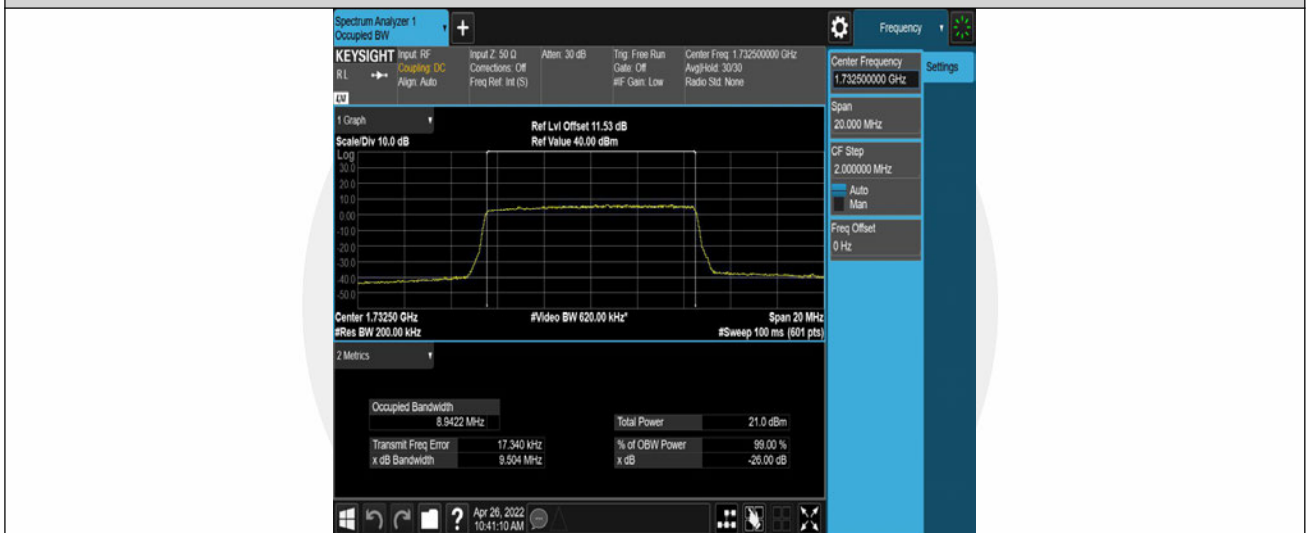 Spectrum Analyzer 1
Occupied BW
+
Frequency
KEYSIGHT
Input: RF
Coupling: DC
Align: Auto
Input Z: 50 Ω
Corrections: Off
Freq Ref: Int (S)
Atten: 30 dB
Trig: Free Run
Gate: Off
#IF Gain: Low
Center Freq: 1.732500000 GHz
Avg|Hold: 30/30
Radio Std: None
R L
Center Frequency
1.732500000 GHz
Settings
Span
20.000 MHz
CF Step
2.000000 MHz
Auto
Man
Freq Offset
0 Hz
1 Graph
Scale/Div 10.0 dB
Ref Lvl Offset 11.53 dB
Ref Value 40.00 dBm
Log
30.0
20.0
10.0
0.00
-10.0
-20.0
-30.0
-40.0
-50.0
Center 1.73250 GHz
#Video BW 620.00 kHz*
Span 20 MHz
#Res BW 200.00 kHz
#Sweep 100 ms (601 pts)
2 Metrics
Occupied Bandwidth
8.9422 MHz
Total Power 21.0 dBm
Transmit Freq Error 17.340 kHz
% of OBW Power 99.00 %
x dB Bandwidth 9.504 MHz
x dB -26.00 dB
?
Apr 26, 2022
10:41:10 AM